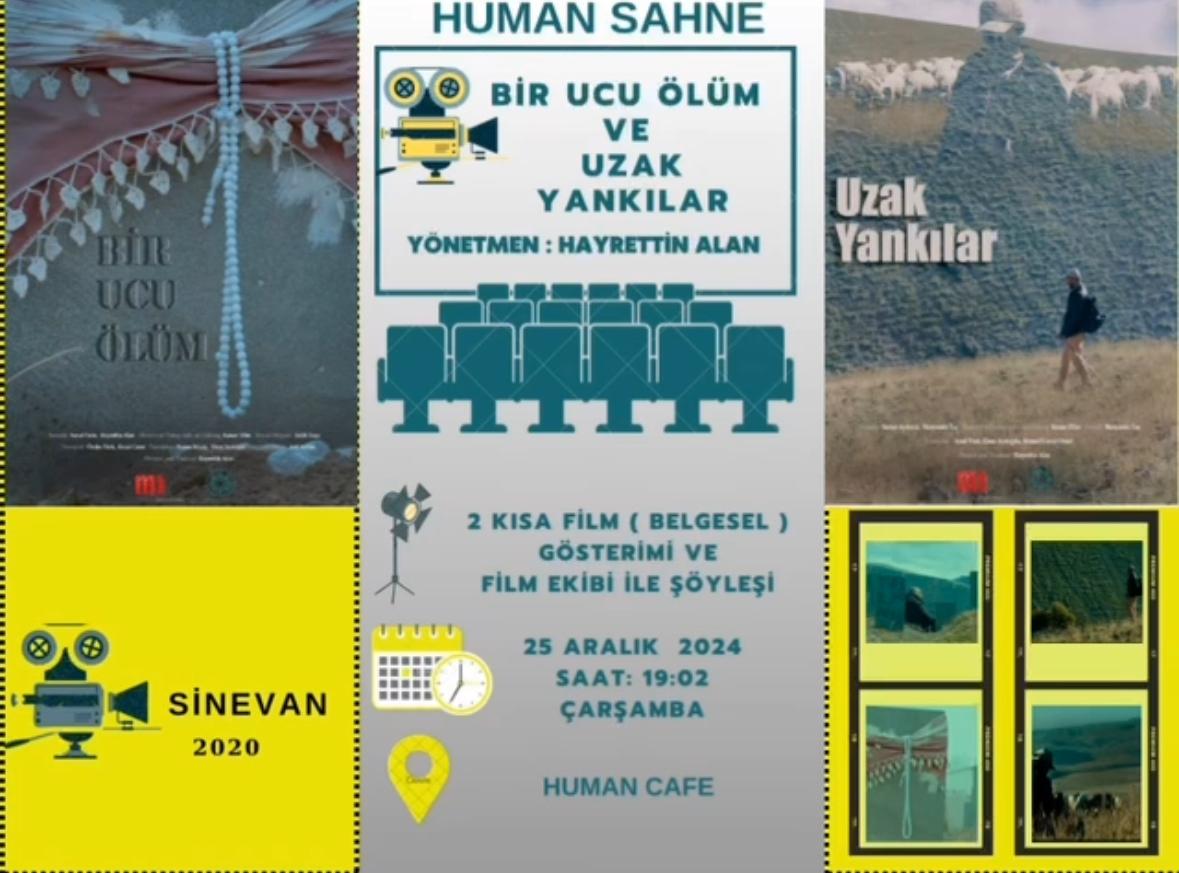 BİR
UCU
ÖLÜM
SİNEVAN
2020
HUMAN SAHNE
BİR UCU ÖLÜM
VE
UZAK
YANKILAR
YÖNETMEN : HAYRETTİN ALAN
2 KISA FİLM ( BELGESEL )
GÖSTERİMİ VE
FİLM EKİBİ İLE ŞÖYLEŞİ
25 ARALIK 2024
SAAT: 19:02
ÇARŞAMBA
HUMAN CAFE
Uzak
Yankılar